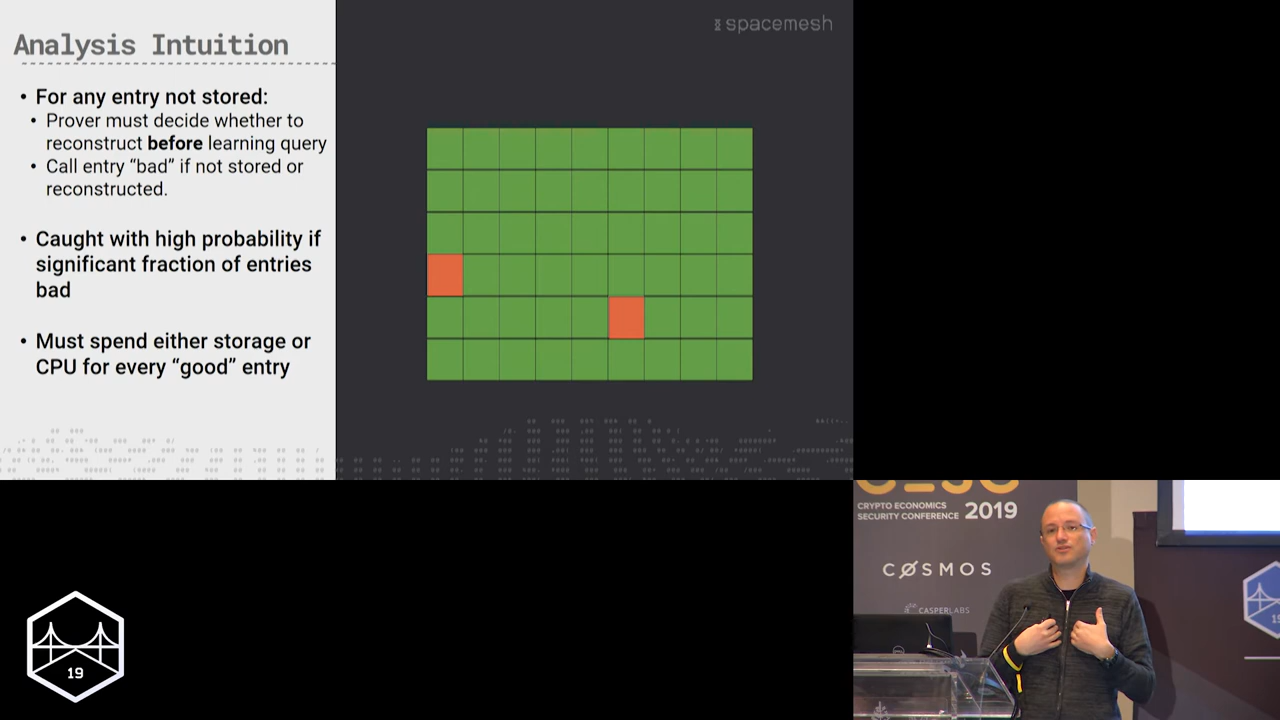 Analysis Intuition
• For any entry not stored:
• Prover must decide whether to
reconstruct before learning query
• Call entry “bad” if not stored or
reconstructed.
• Caught with high probability if
significant fraction of entries
bad
• Must spend either storage or
CPU for every “good” entry
spacemesh
CRYPTO ECONOMICS
SECURITY CONFERENCE 2019
CØSMOS
CASPERLABS
19